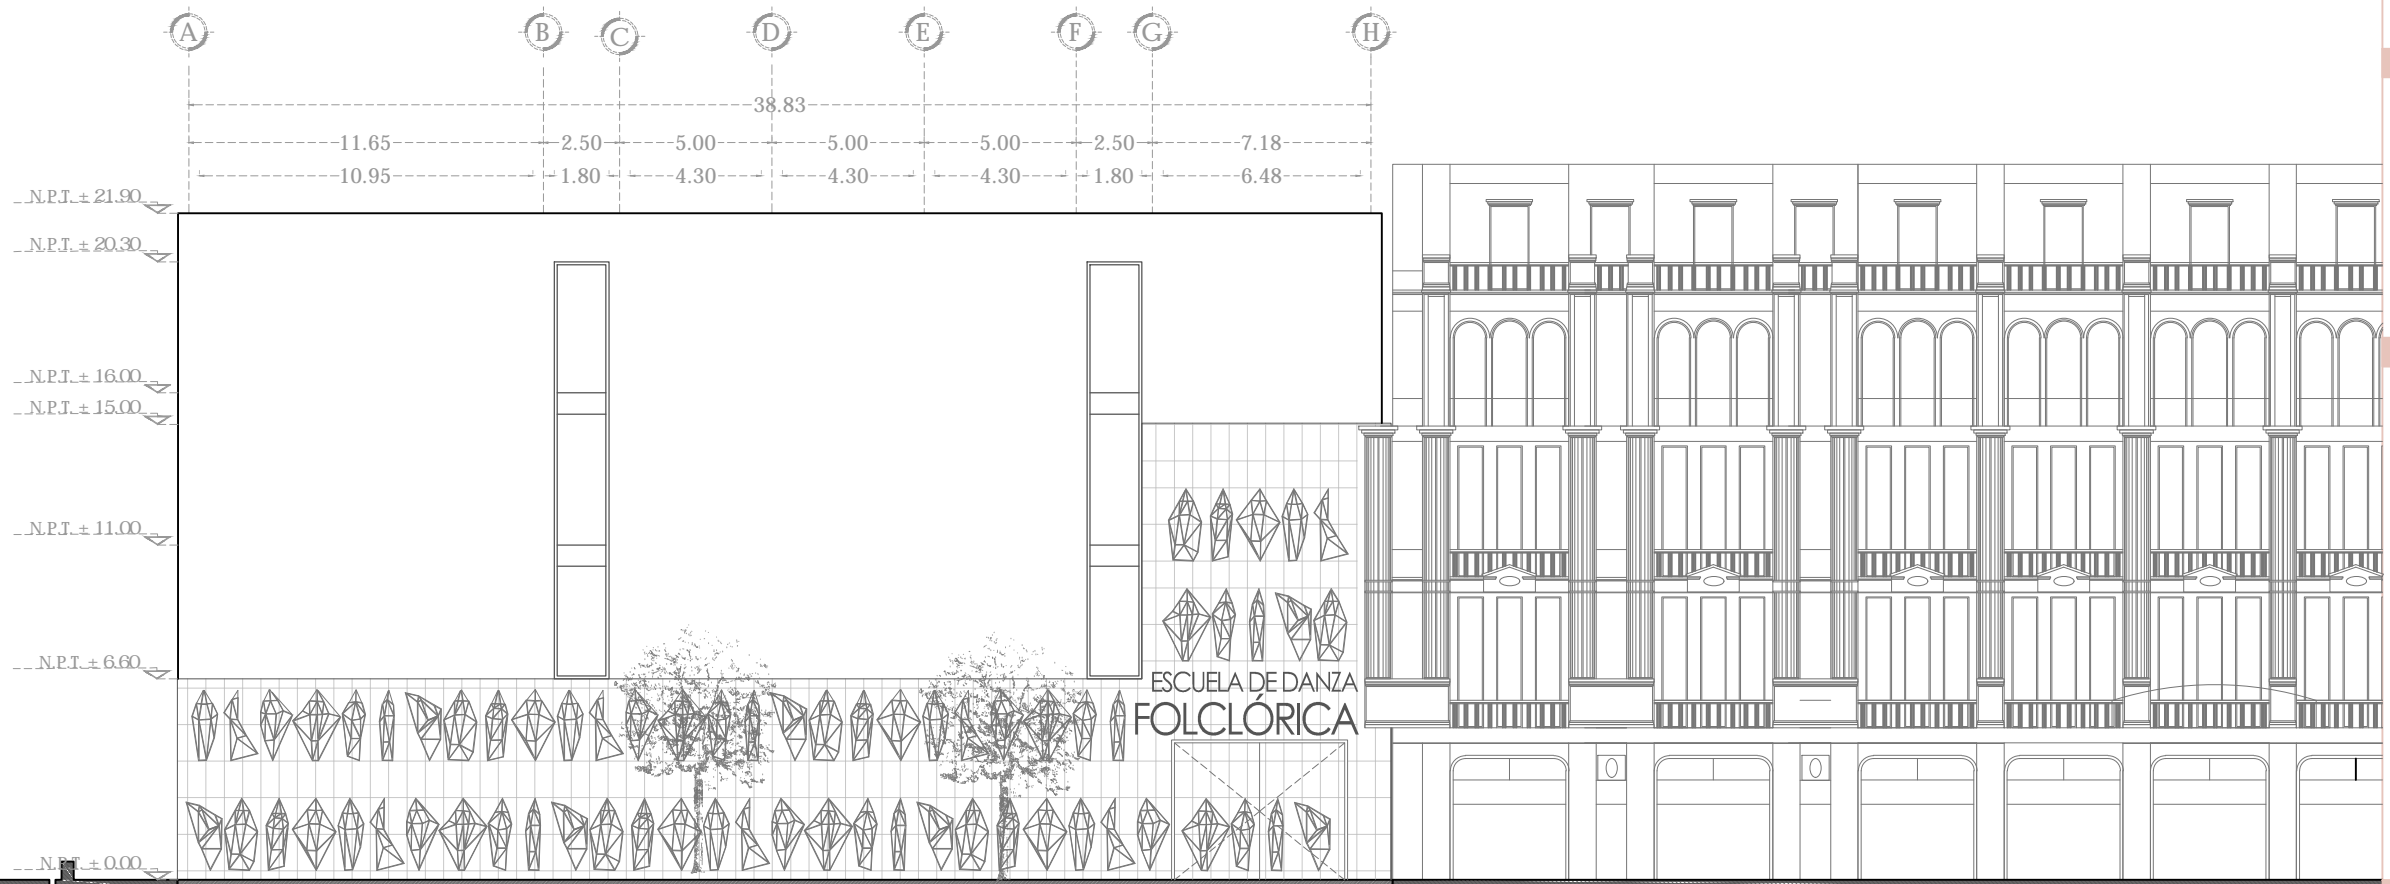 A B C D E F G H
38.83
11.65 2.50 5.00 5.00 5.00 2.50 7.18
10.95 1.80 4.30 4.30 4.30 1.80 6.48
N.P.T. ± 21.90
N.P.T. ± 20.30
N.P.T. ± 16.00
N.P.T. ± 15.00
N.P.T. ± 11.00
N.P.T. ± 6.60
ESCUELA DE DANZA
FOLCLÓRICA
N.P.T. ± 0.00